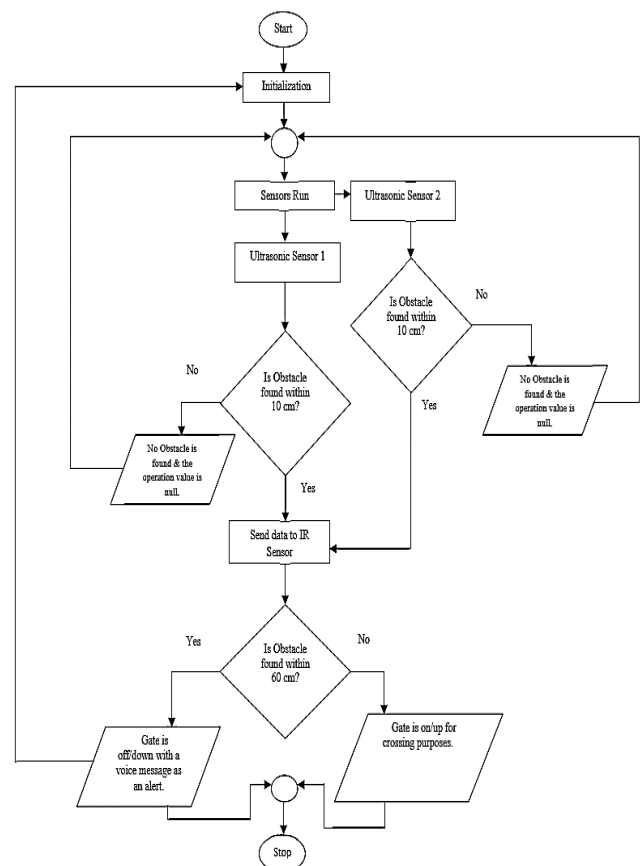 Start
Initialization
Sensors Run
Ultrasonic Sensor 2
Ultrasonic Sensor 1
Is Obstacle
found within
10 cm?
No
No Obstacle is
found & the
operation value is
null.
Yes
No
Is Obstacle
found within
10 cm?
No Obstacle is
found & the
operation value is
null.
Yes
Send data to IR
Sensor
Yes
Is Obstacle
found within
60 cm?
No
Gate is
off/down with a
voice message as
an alert.
Gate is on/up for
crossing purposes.
Stop